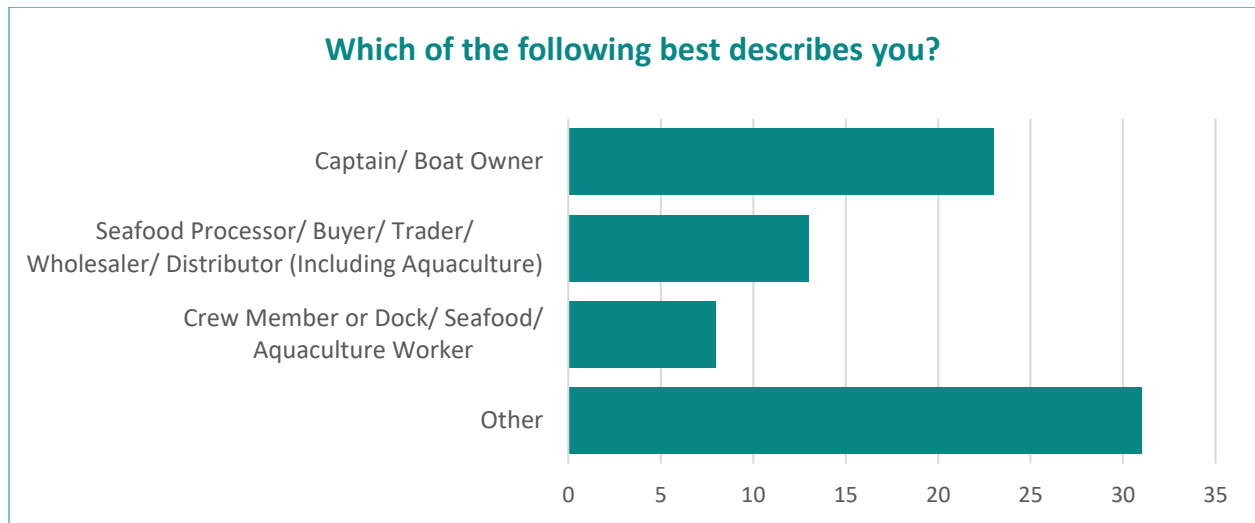 Which of the following best describes you?
Captain/ Boat Owner
Seafood Processor/ Buyer/ Trader/
Wholesaler/ Distributor (Including Aquaculture)
Crew Member or Dock/ Seafood/
Aquaculture Worker
Other
0 5 10 15 20 25 30 35